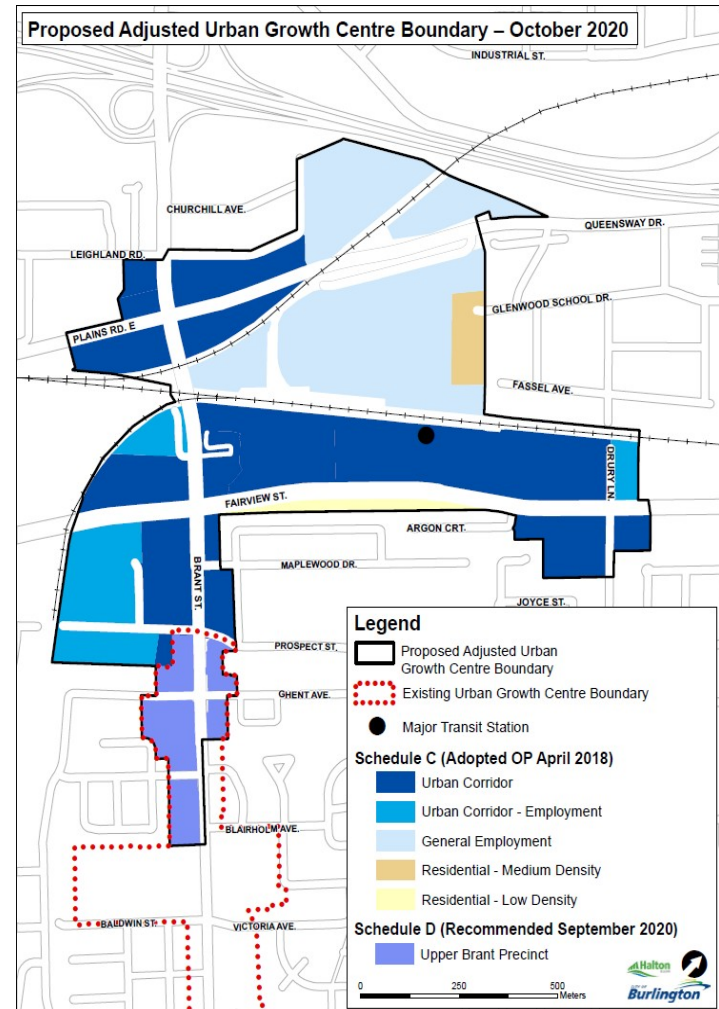 Proposed Adjusted Urban Growth Centre Boundary – October 2020
INDUSTRIAL ST.
CHURCHILL AVE.
QUEENSWAY DR.
LEIGHLAND RD.
GLENWOOD SCHOOL DR.
PLAINS RD. E
FASSEL AVE.
DRURY LN.
FAIRVIEW ST.
ARGON CRT.
BRANT ST.
MAPLEWOOD DR.
JOYCE ST.
PROSPECT ST.
GHENT AVE.
BLAIRHOLM AVE.
BALDWIN ST.
VICTORIA AVE.
Legend
Proposed Adjusted Urban
Growth Centre Boundary
Existing Urban Growth Centre Boundary
Major Transit Station
Schedule C (Adopted OP April 2018)
Urban Corridor
Urban Corridor - Employment
General Employment
Residential - Medium Density
Residential - Low Density
Schedule D (Recommended September 2020)
Upper Brant Precinct
0 250 500
Meters
Halton
CITY OF
Burlington